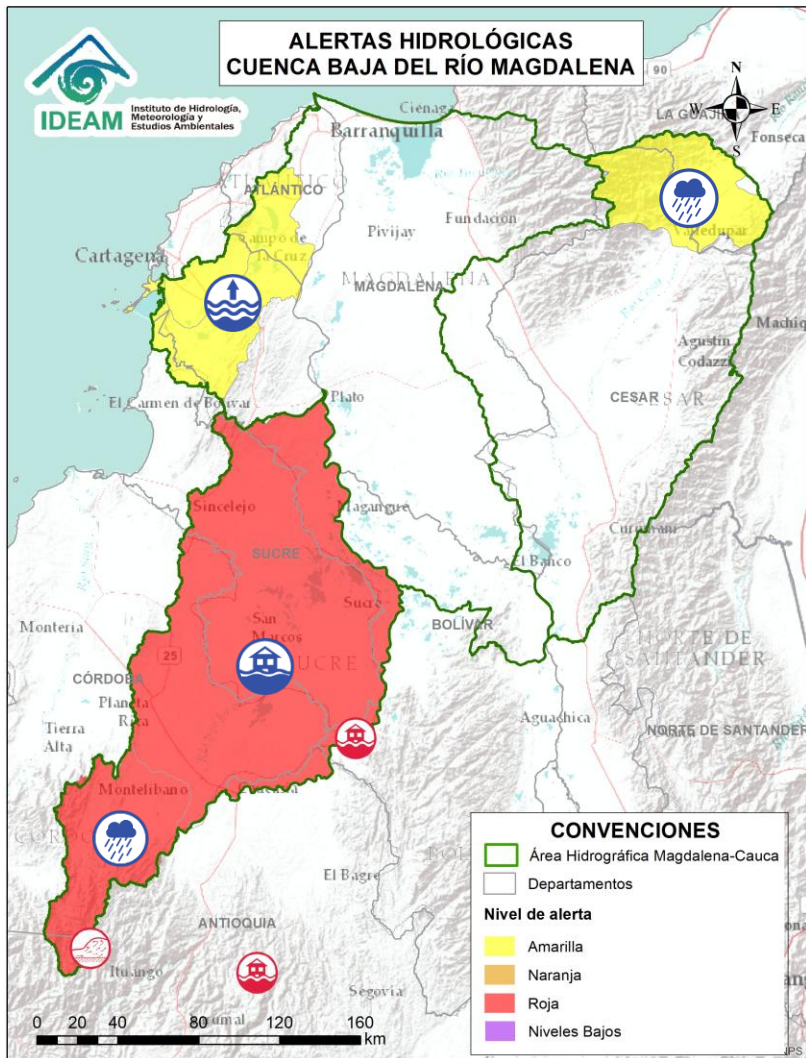 ALERTAS HIDROLÓGICAS
CUENCA BAJA DEL RÍO MAGDALENA
IDEAM
Instituto de Hidrología,
Meteorología y
Estudios Ambientales
N
W
E
S
90
Ciénaga
LA GUAJIRA
Fonseca
Barranquilla
ATLÁNTICO
Fundación
Pivijay
Valledupar
Campo de
la Cruz
Cartagena
MAGDALENA
MAGDALENA
Machiq
Agustín
Codazzi
El Carmen de Bolívar
Plato
CESAR
CESAR
Sincelejo
Magangué
Curumaní
SUCRE
El Banco
Sucre
San
Marcos
BOLÍVAR
Montería
25
SUCRE
NORTE DE
SANTANDER
CÓRDOBA
Planeta
Rica
Aguachica
Tierra
Alta
NORTE DE SANTANDER
Montelíbano
El Bagre
ANTIOQUIA
Ituango
Segovia
0 20 40 80 120 160
km
CONVENCIONES
Área Hidrográfica Magdalena-Cauca
Departamentos
Nivel de alerta
Amarilla
Naranja
Roja
Niveles Bajos